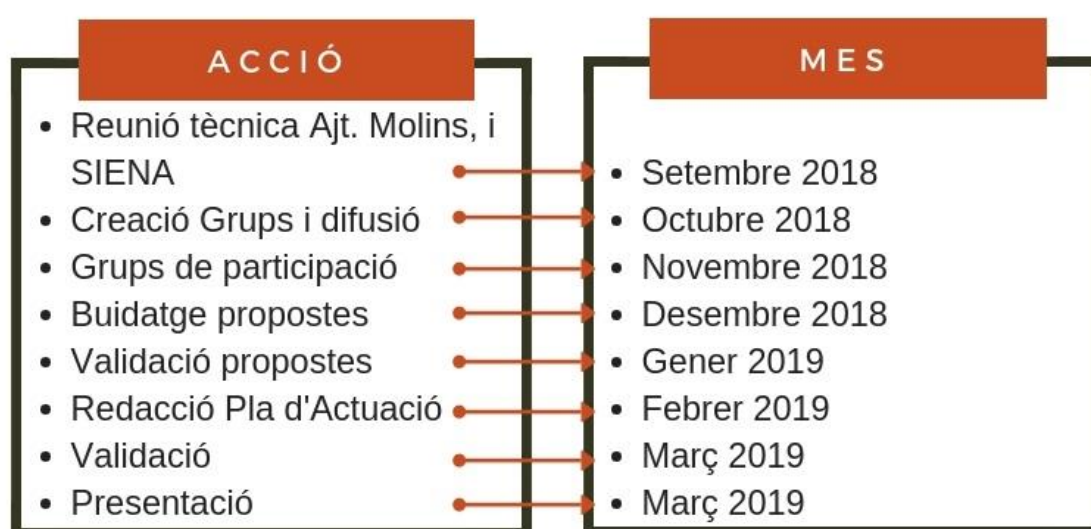 ACCIÓ
• Reunió tècnica Ajt. Molins, i
SIENA
• Creació Grups i difusió
• Grups de participació
• Buidatge propostes
• Validació propostes
• Redacció Pla d'Actuació
• Validació
• Presentació
MES
• Setembre 2018
• Octubre 2018
• Novembre 2018
• Desembre 2018
• Gener 2019
• Febrer 2019
• Març 2019
• Març 2019